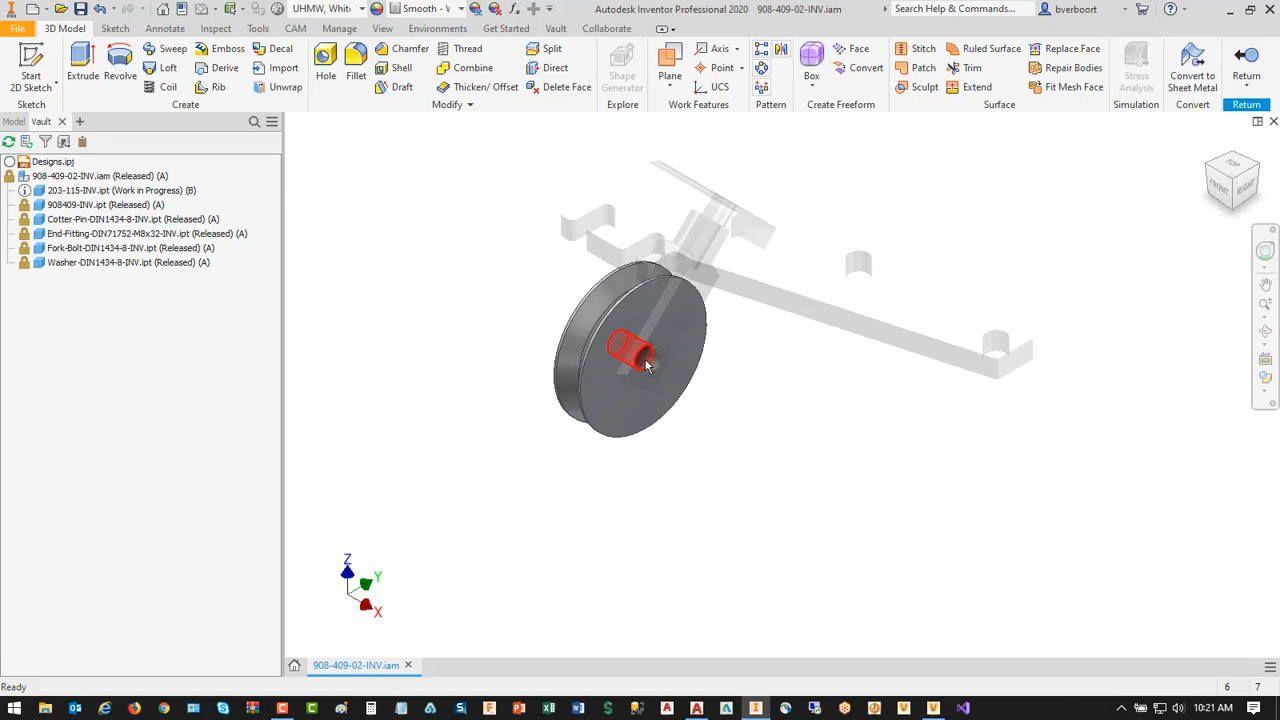 UHMW, White
Smooth - V
Autodesk Inventor Professional 2020
908-409-02-INV.iam
Search Help & Commands...
bverboort
File
3D Model
Sketch
Annotate
Inspect
Tools
CAM
Manage
View
Environments
Get Started
Vault
Collaborate
Start
2D Sketch
Extrude
Revolve
Sweep
Loft
Coil
Emboss
Derive
Rib
Decal
Import
Unwrap
Hole
Fillet
Chamfer
Shell
Draft
Thread
Combine
Thicken/ Offset
Split
Direct
Delete Face
Shape
Generator
Plane
Axis
Point
UCS
Box
Face
Convert
Stitch
Patch
Sculpt
Ruled Surface
Trim
Extend
Replace Face
Repair Bodies
Fit Mesh Face
Stress
Analysis
Convert to
Sheet Metal
Return
Sketch
Create
Modify
Explore
Work Features
Pattern
Create Freeform
Surface
Simulation
Convert
Return
Model
Vault
Designs.ipj
908-409-02-INV.iam (Released) (A)
203-115-INV.ipt (Work in Progress) (B)
908409-INV.ipt (Released) (A)
Cotter-Pin-DIN1434-8-INV.ipt (Released) (A)
End-Fitting-DIN71752-M8x32-INV.ipt (Released) (A)
Fork-Bolt-DIN1434-8-INV.ipt (Released) (A)
Washer-DIN1434-8-INV.ipt (Released) (A)
TOP
FRONT
RIGHT
Z
Y
X
908-409-02-INV.iam
Ready
6
7
10:21 AM